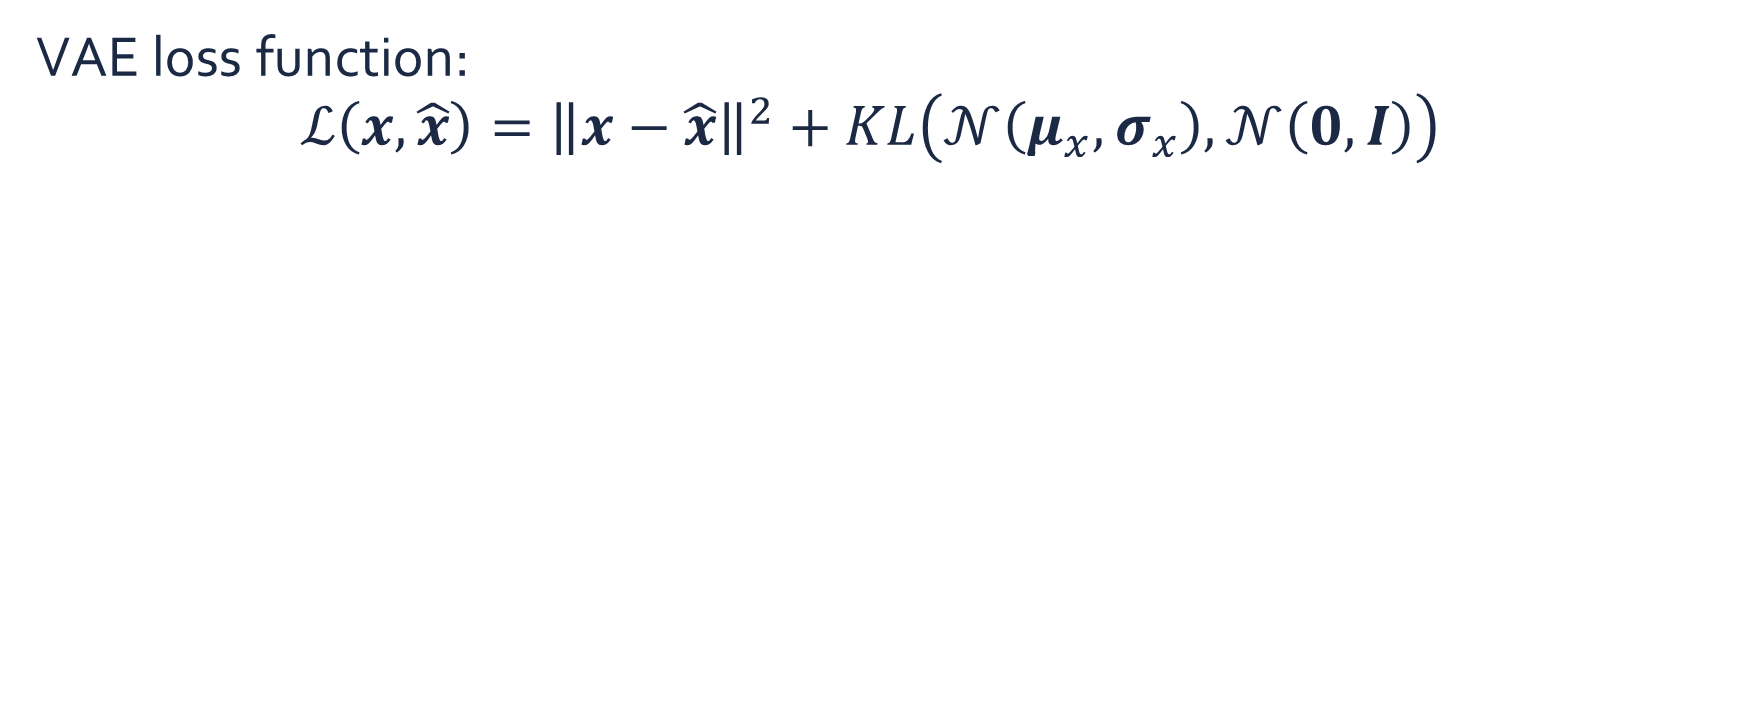 VAE loss function:
ℒ(𝒙, 𝒙̂) = ‖𝒙 − 𝒙̂‖² + 𝐾𝐿(𝒩(𝝁ₓ, 𝝈ₓ), 𝒩(𝟎, 𝑰))